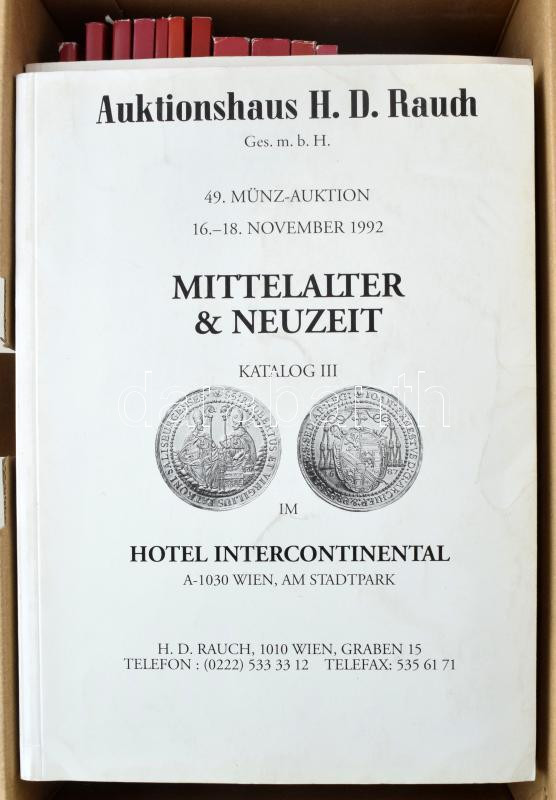 Auktionshaus H. D. Rauch
Ges. m. b. H.
49. MÜNZ-AUKTION
16.–18. NOVEMBER 1992
MITTELALTER
& NEUZEIT
KATALOG III
IM
HOTEL INTERCONTINENTAL
A-1030 WIEN, AM STADTPARK
H. D. RAUCH, 1010 WIEN, GRABEN 15
TELEFON : (0222) 533 33 12 TELEFAX: 535 61 71